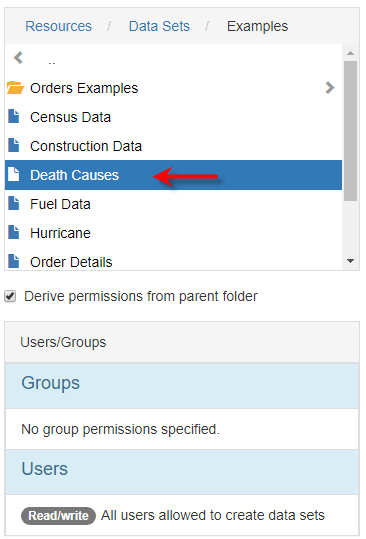 Resources / Data Sets / Examples
..
Orders Examples
Census Data
Construction Data
Death Causes
Fuel Data
Hurricane
Order Details
Derive permissions from parent folder
Users/Groups
Groups
No group permissions specified.
Users
Read/write All users allowed to create data sets